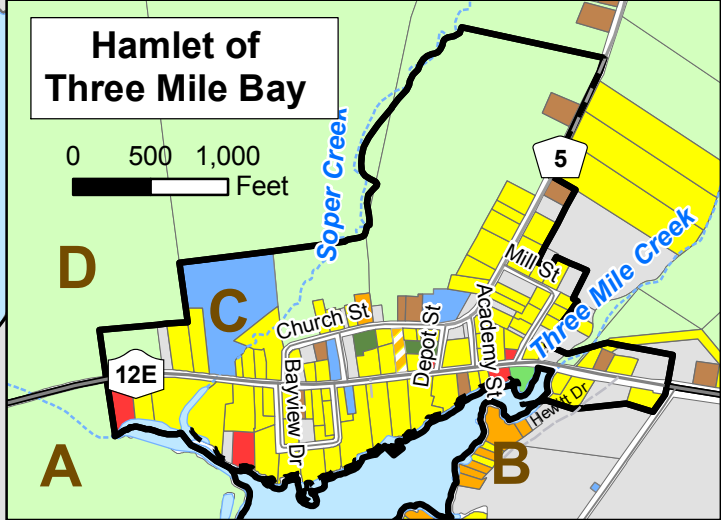 Hamlet of
Three Mile Bay
0 500 1,000
Feet
Soper Creek
5
D
Mill St
Three Mile Creek
C
Church St
Academy St
Depot St
12E
Bayview Dr
Hewitt Dr
A
B